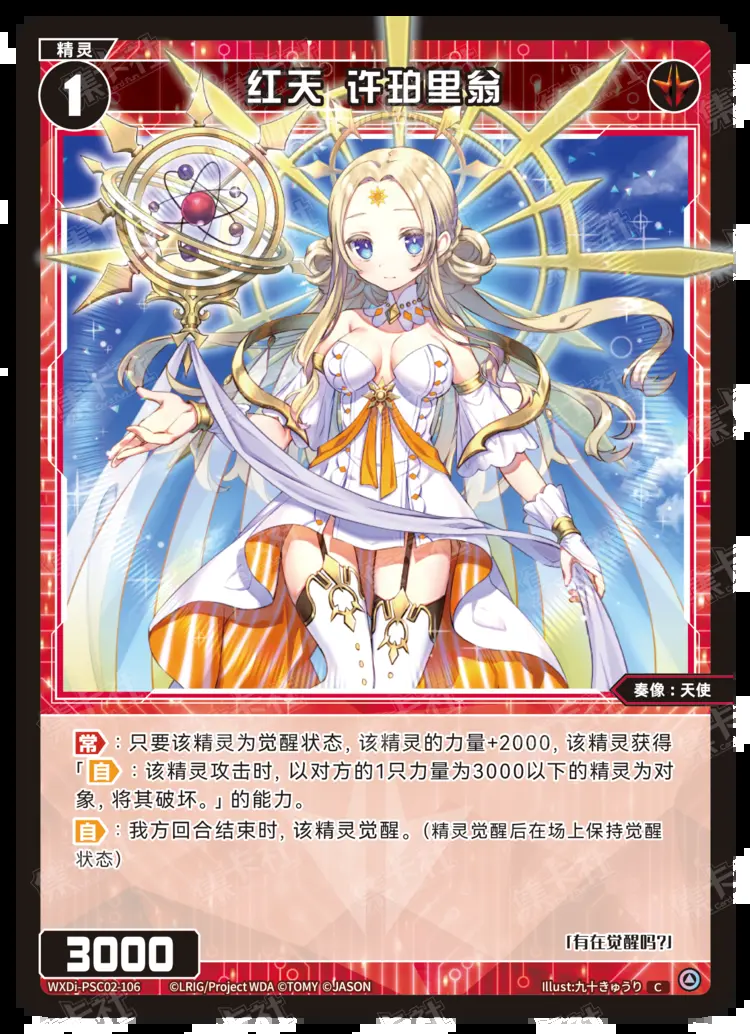 精灵
1
红天 许珀里翁
奏像：天使
常：只要该精灵为觉醒状态，该精灵的力量+2000，该精灵获得
「自：该精灵攻击时，以对方的1只力量为3000以下的精灵为对
象，将其破坏。」的能力。
自：我方回合结束时，该精灵觉醒。（精灵觉醒后在场上保持觉醒
状态）
「有在觉醒吗?」
3000
WXDi-PSC02-106 ©LRIG/Project WDA ©TOMY ©JASON Illust:九十きゅうり C
集卡社